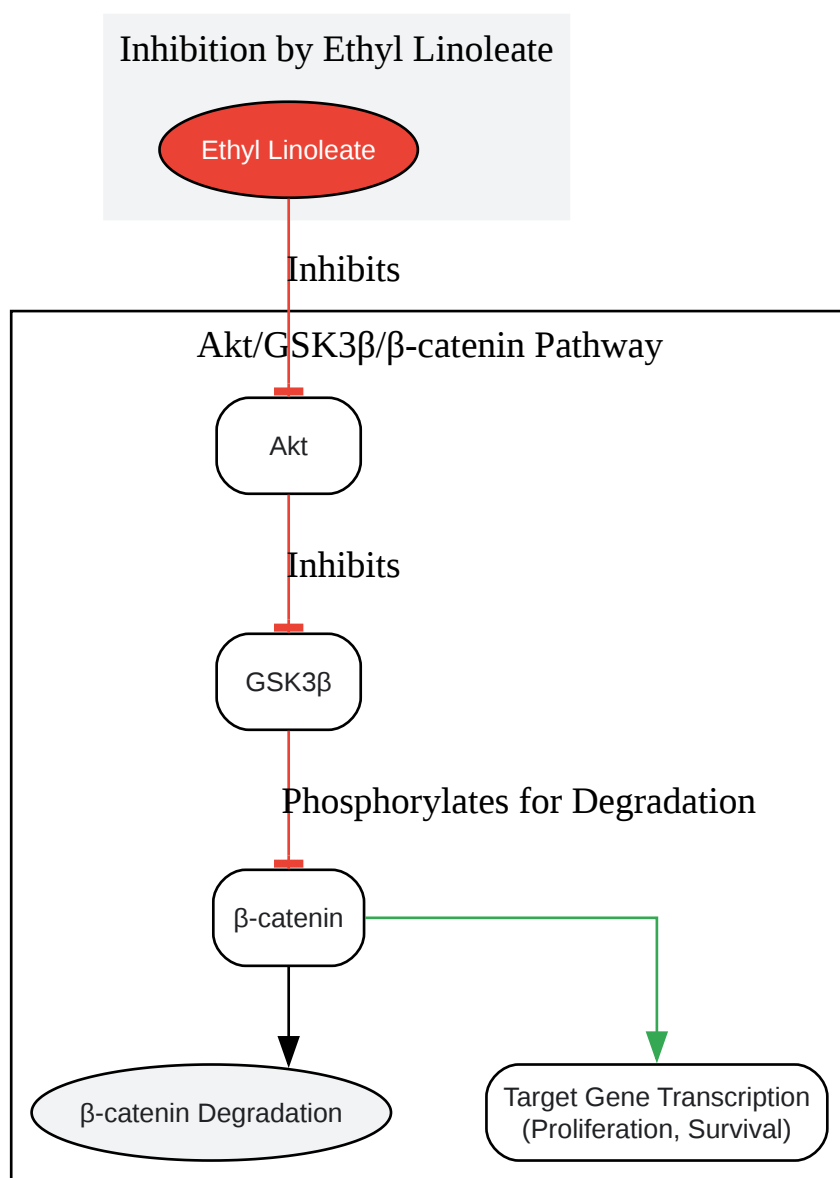 Inhibition by Ethyl Linoleate
Ethyl Linoleate
Inhibits
Akt/GSK3β/β-catenin Pathway
Akt
Inhibits
GSK3β
Phosphorylates for Degradation
β-catenin
β-catenin Degradation
Target Gene Transcription
(Proliferation, Survival)